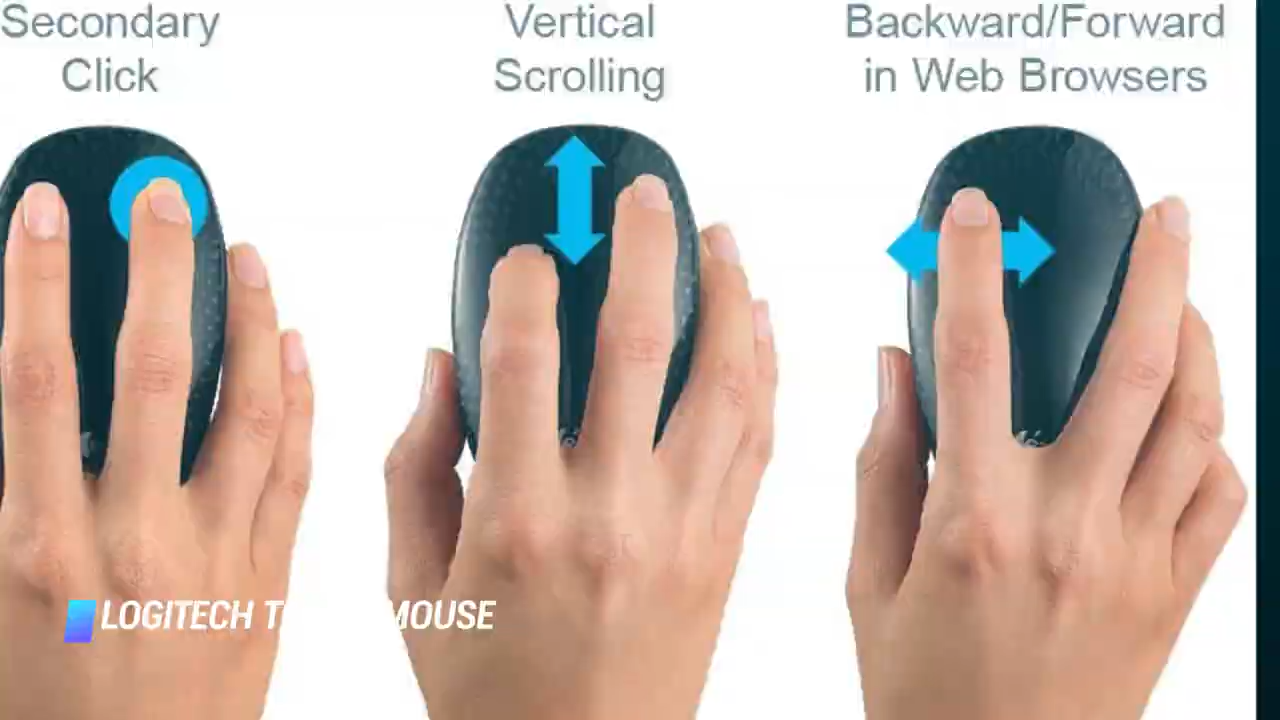 Secondary
Click
Vertical
Scrolling
Backward/Forward
in Web Browsers
LOGITECH MOUSE